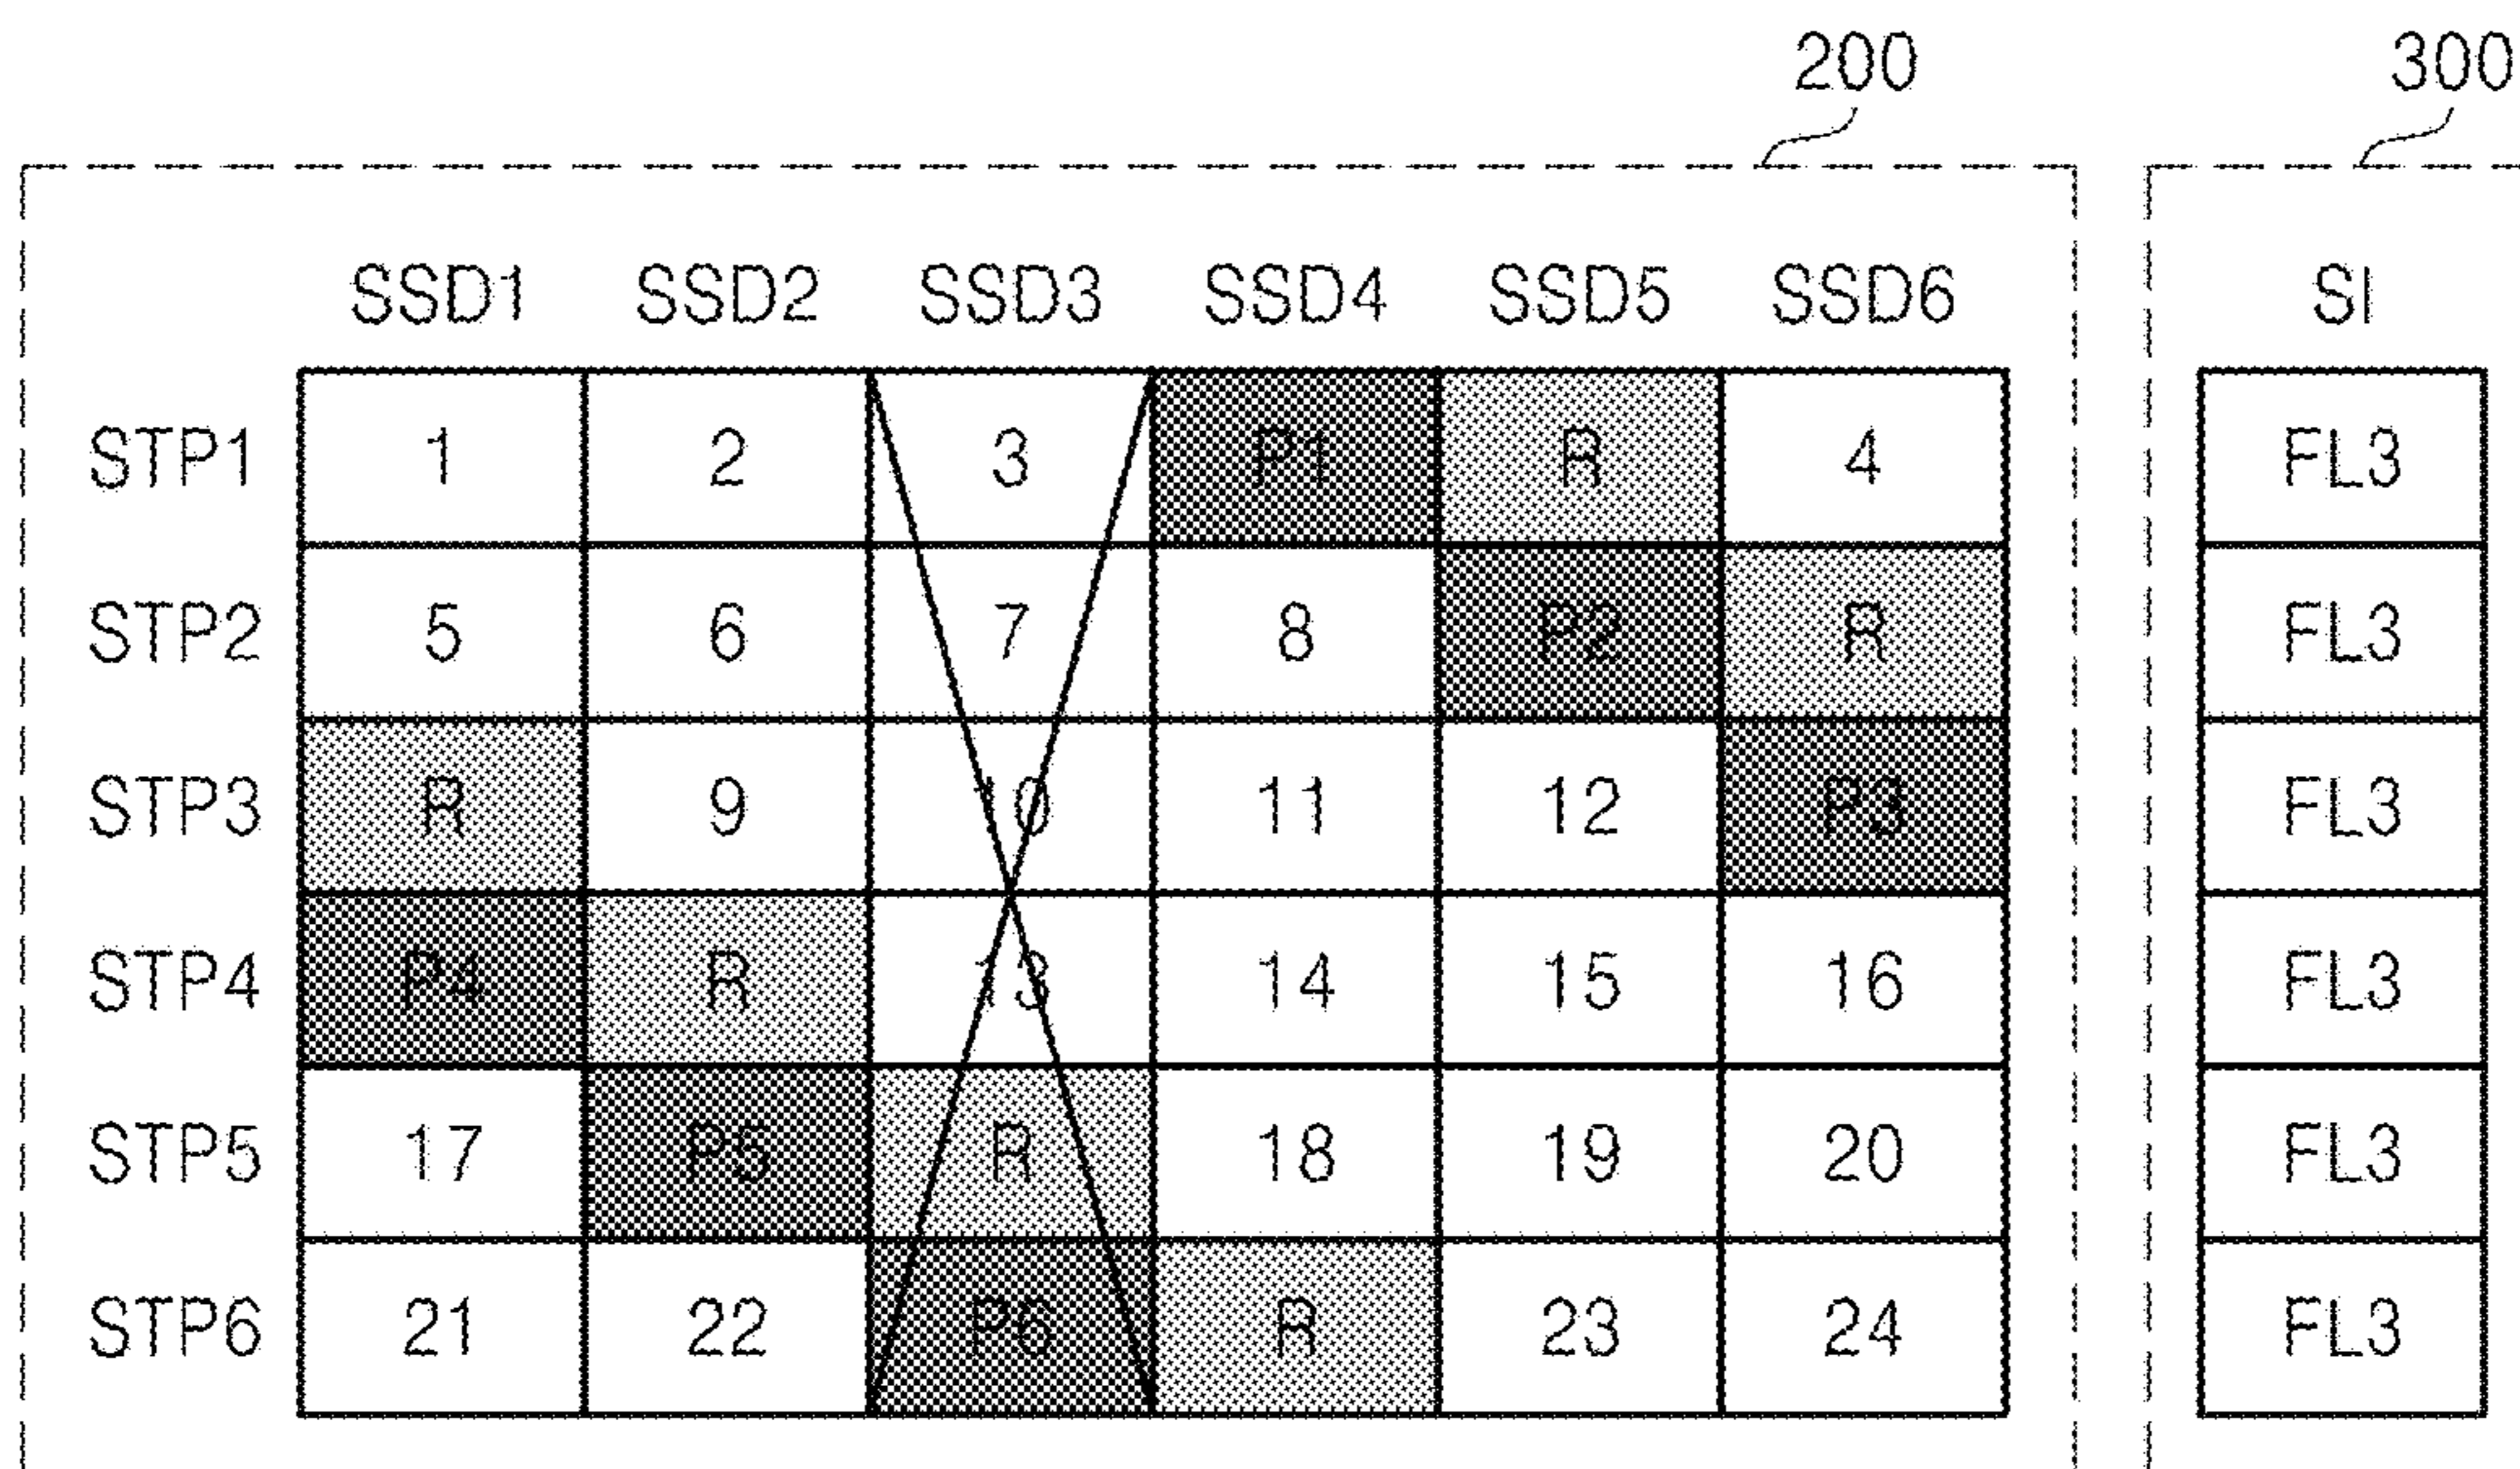 200 300
SSD1 SSD2 SSD3 SSD4 SSD5 SSD6 SI
STP1 1 2 3 P1 R 4 FL3
STP2 5 6 7 8 P2 R FL3
STP3 R 9 10 11 12 P3 FL3
STP4 P4 R 13 14 15 16 FL3
STP5 17 P5 R 18 19 20 FL3
STP6 21 22 P6 R 23 24 FL3